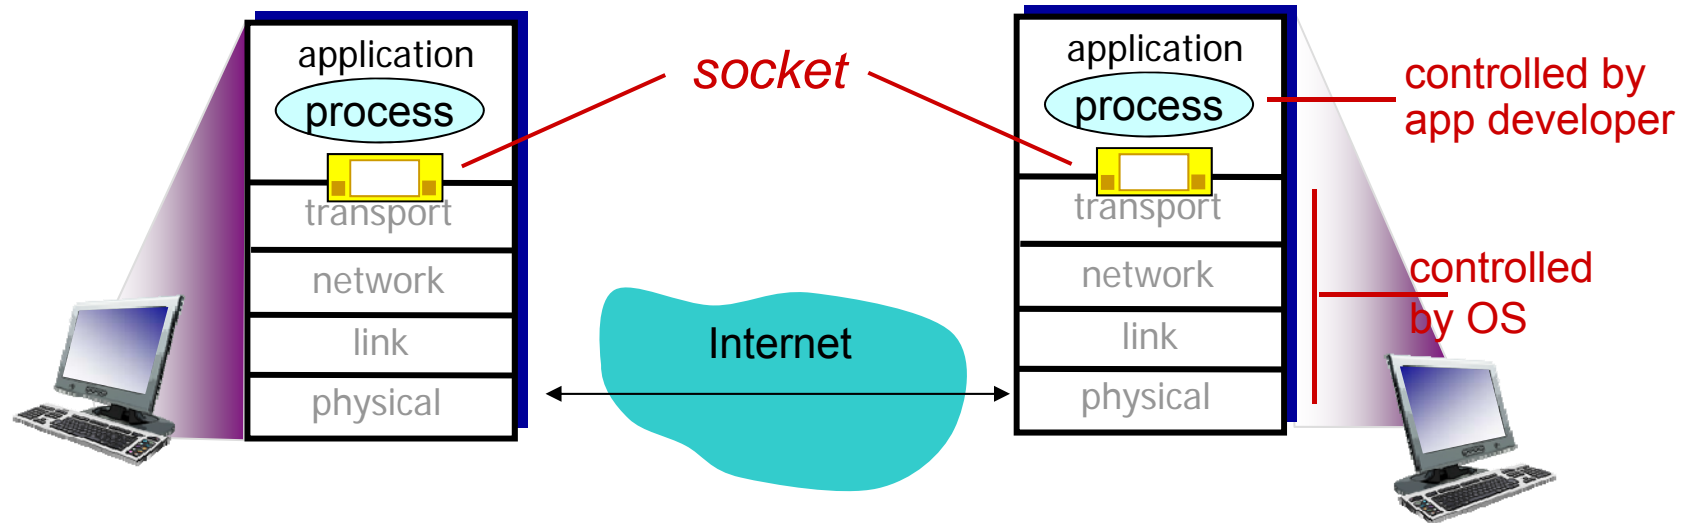 application
process
transport
network
link
physical
socket
Internet
application
process
transport
network
link
physical
controlled by
app developer
controlled
by OS